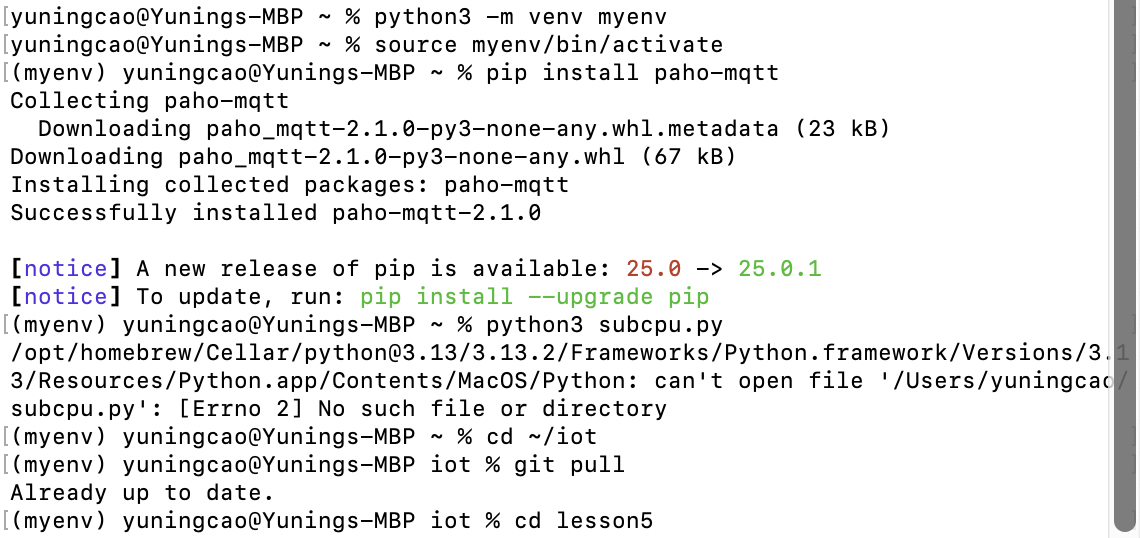 [yuningcao@Yunings-MBP ~ % python3 -m venv myenv
[yuningcao@Yunings-MBP ~ % source myenv/bin/activate
[(myenv) yuningcao@Yunings-MBP ~ % pip install paho-mqtt
Collecting paho-mqtt
  Downloading paho_mqtt-2.1.0-py3-none-any.whl.metadata (23 kB)
Downloading paho_mqtt-2.1.0-py3-none-any.whl (67 kB)
Installing collected packages: paho-mqtt
Successfully installed paho-mqtt-2.1.0

[notice] A new release of pip is available: 25.0 -> 25.0.1
[notice] To update, run: pip install --upgrade pip
[(myenv) yuningcao@Yunings-MBP ~ % python3 subcpu.py
/opt/homebrew/Cellar/python@3.13/3.13.2/Frameworks/Python.framework/Versions/3.1
3/Resources/Python.app/Contents/MacOS/Python: can't open file '/Users/yuningcao/
subcpu.py': [Errno 2] No such file or directory
[(myenv) yuningcao@Yunings-MBP ~ % cd ~/iot
[(myenv) yuningcao@Yunings-MBP iot % git pull
Already up to date.
[(myenv) yuningcao@Yunings-MBP iot % cd lesson5